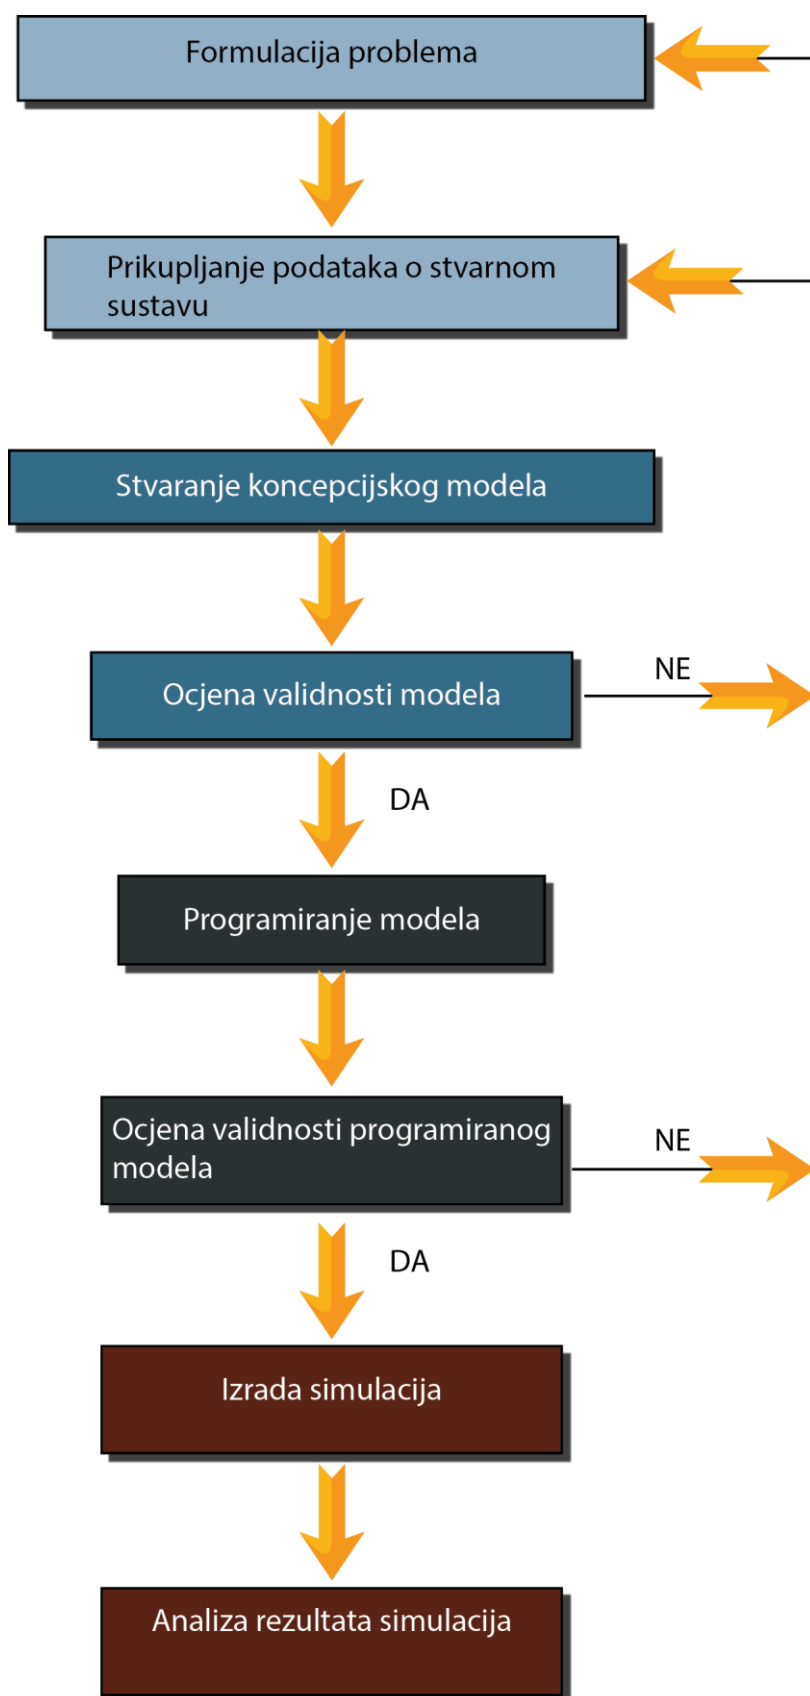 Formulacija problema
Prikupljanje podataka o stvarnom
sustavu
Stvaranje koncepcijskog modela
Ocjena validnosti modela
NE
DA
Programiranje modela
Ocjena validnosti programiranog
modela
NE
DA
Izrada simulacija
Analiza rezultata simulacija